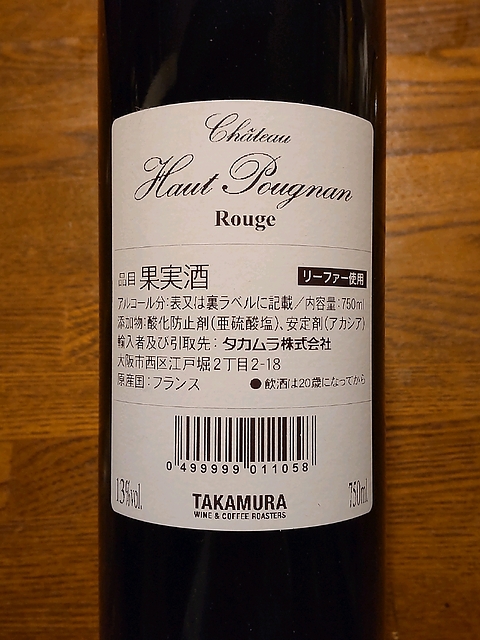 Château
Haut Pougnan
Rouge
品目 果実酒 リーファー使用
アルコール分:表又は裏ラベルに記載／内容量:750ml
添加物:酸化防止剤(亜硫酸塩)、安定剤(アカシア)
輸入者及び引取先：タカムラ株式会社
大阪市西区江戸堀2丁目2-18
原産国：フランス ●飲酒は20歳になってから
0 499999 011058
13%vol. 750ml
TAKAMURA
WINE & COFFEE ROASTERS